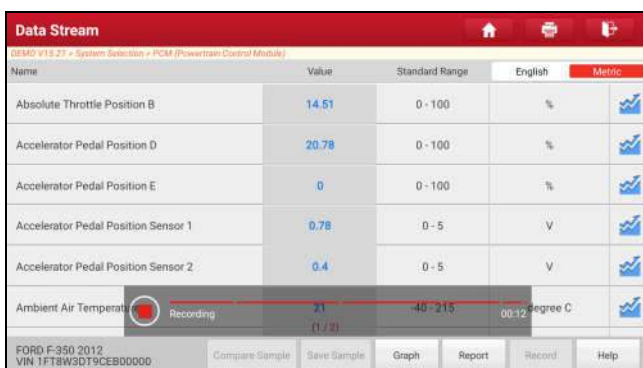 Data Stream
DEMO V15.21 > System Selection > PCM (Powertrain Control Module)
Name Value Standard Range English Metric
Absolute Throttle Position B 14.51 0 - 100 %
Accelerator Pedal Position D 20.78 0 - 100 %
Accelerator Pedal Position E 0 0 - 100 %
Accelerator Pedal Position Sensor 1 0.78 0 - 5 V
Accelerator Pedal Position Sensor 2 0.4 0 - 5 V
Ambient Air Temperature 21 -40 - 215 degree C
Recording 00:12
(1 / 2)
FORD F-350 2012
VIN 1FT8W3DT9CEB00000
Compare Sample Save Sample Graph Report Record Help